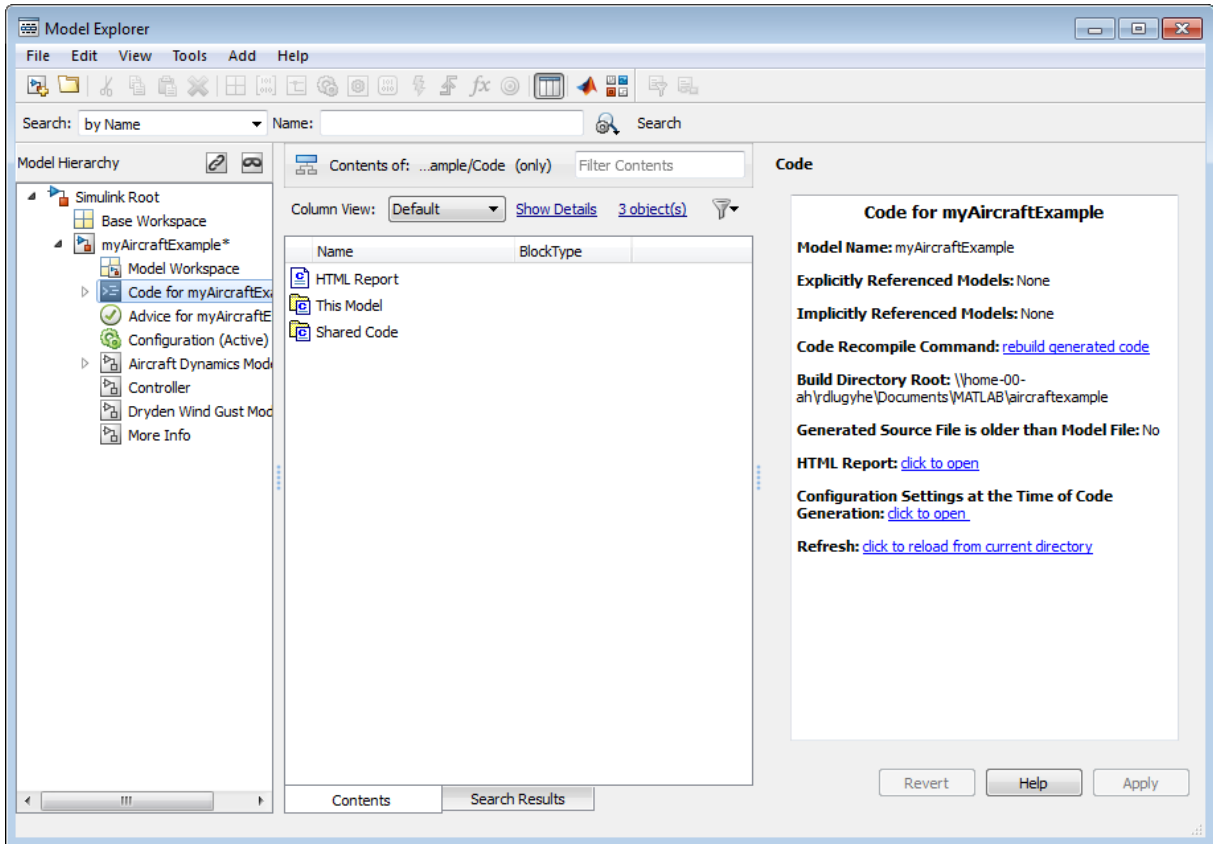 Model Explorer
File Edit View Tools Add Help
fx
Search: by Name Name: Search
Model Hierarchy
Simulink Root
Base Workspace
myAircraftExample*
Model Workspace
Code for myAircraftExa
Advice for myAircraftE
Configuration (Active)
Aircraft Dynamics Mode
Controller
Dryden Wind Gust Mod
More Info
Contents of: ...ample/Code (only) Filter Contents
Column View: Default Show Details 3 object(s)
Name BlockType
HTML Report
This Model
Shared Code
Contents Search Results
Code
Code for myAircraftExample
Model Name: myAircraftExample
Explicitly Referenced Models: None
Implicitly Referenced Models: None
Code Recompile Command: rebuild generated code
Build Directory Root: \\home-00-
ah\rdlugyhe\Documents\MATLAB\aircraftexample
Generated Source File is older than Model File: No
HTML Report: click to open
Configuration Settings at the Time of Code
Generation: click to open
Refresh: click to reload from current directory
Revert Help Apply